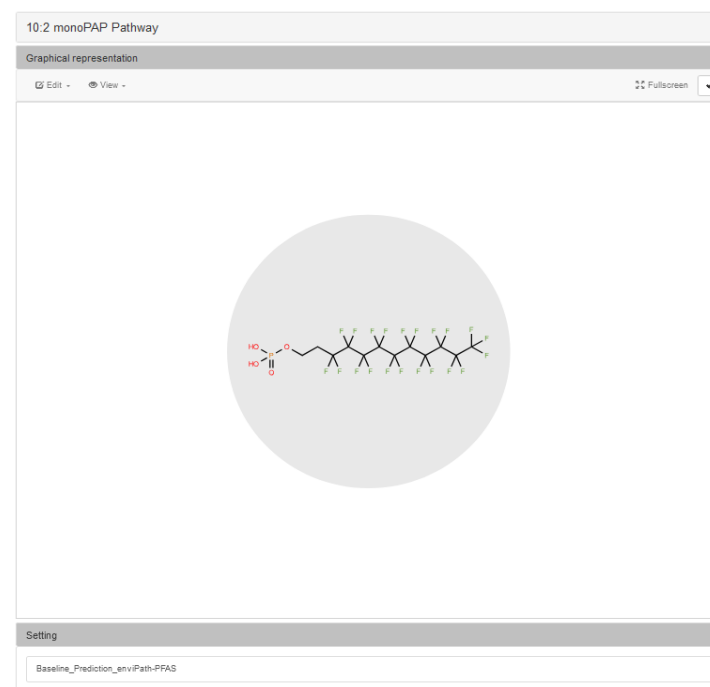 10:2 monoPAP Pathway
Graphical representation
Edit
View
Fullscreen
F F F F F F F F F
F
HO O
P F
HO
O F F F F F F F F F F
Setting
Baseline_Prediction_enviPath-PFAS